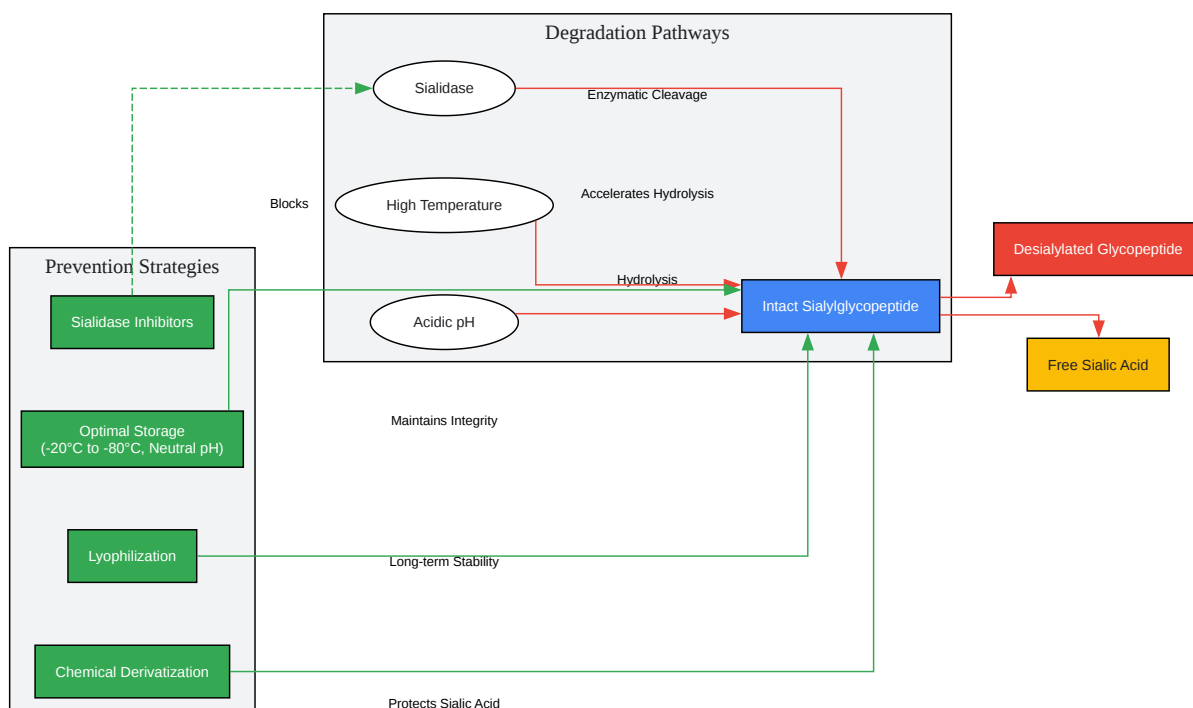 Degradation Pathways
Sialidase
Enzymatic Cleavage
Accelerates Hydrolysis
Blocks
High Temperature
Desialylated Glycopeptide
Prevention Strategies
Hydrolysis
Intact Sialylglycopeptide
Sialidase Inhibitors
Acidic pH
Free Sialic Acid
Maintains Integrity
Optimal Storage
(-20°C to -80°C, Neutral pH)
Lyophilization
Long-term Stability
Chemical Derivatization
Protects Sialic Acid